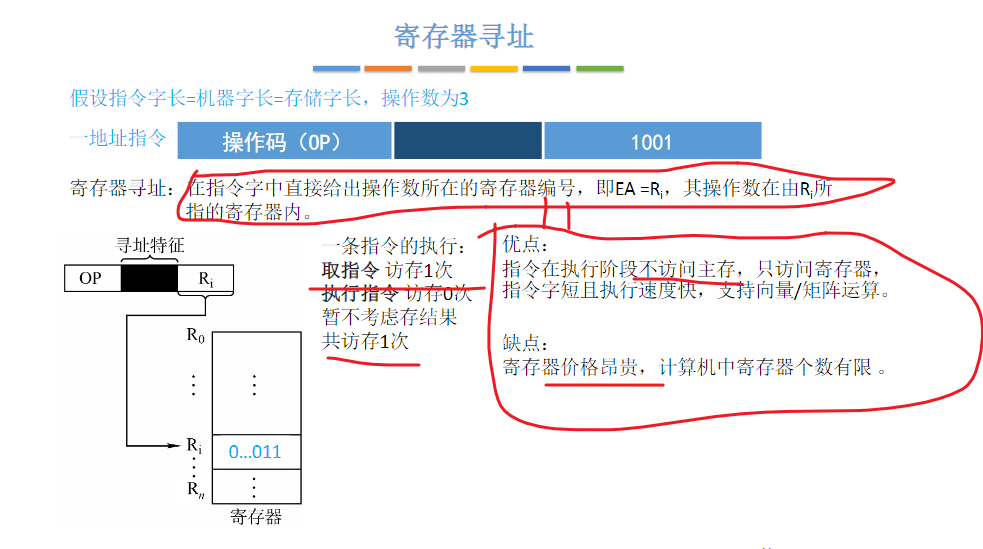 寄存器寻址
假设指令字长=机器字长=存储字长，操作数为3
一地址指令
操作码（OP）
1001
寄存器寻址：在指令字中直接给出操作数所在的寄存器编号，即EA =Ri，其操作数在由Ri所
指的寄存器内。
寻址特征
OP
Ri
R0
⋮
⋮
Ri
0...011
⋮
Rn
⋮
寄存器
一条指令的执行：
取指令 访存1次
执行指令 访存0次
暂不考虑存结果
共访存1次
优点：
指令在执行阶段不访问主存，只访问寄存器，
指令字短且执行速度快，支持向量/矩阵运算。
缺点：
寄存器价格昂贵，计算机中寄存器个数有限 。